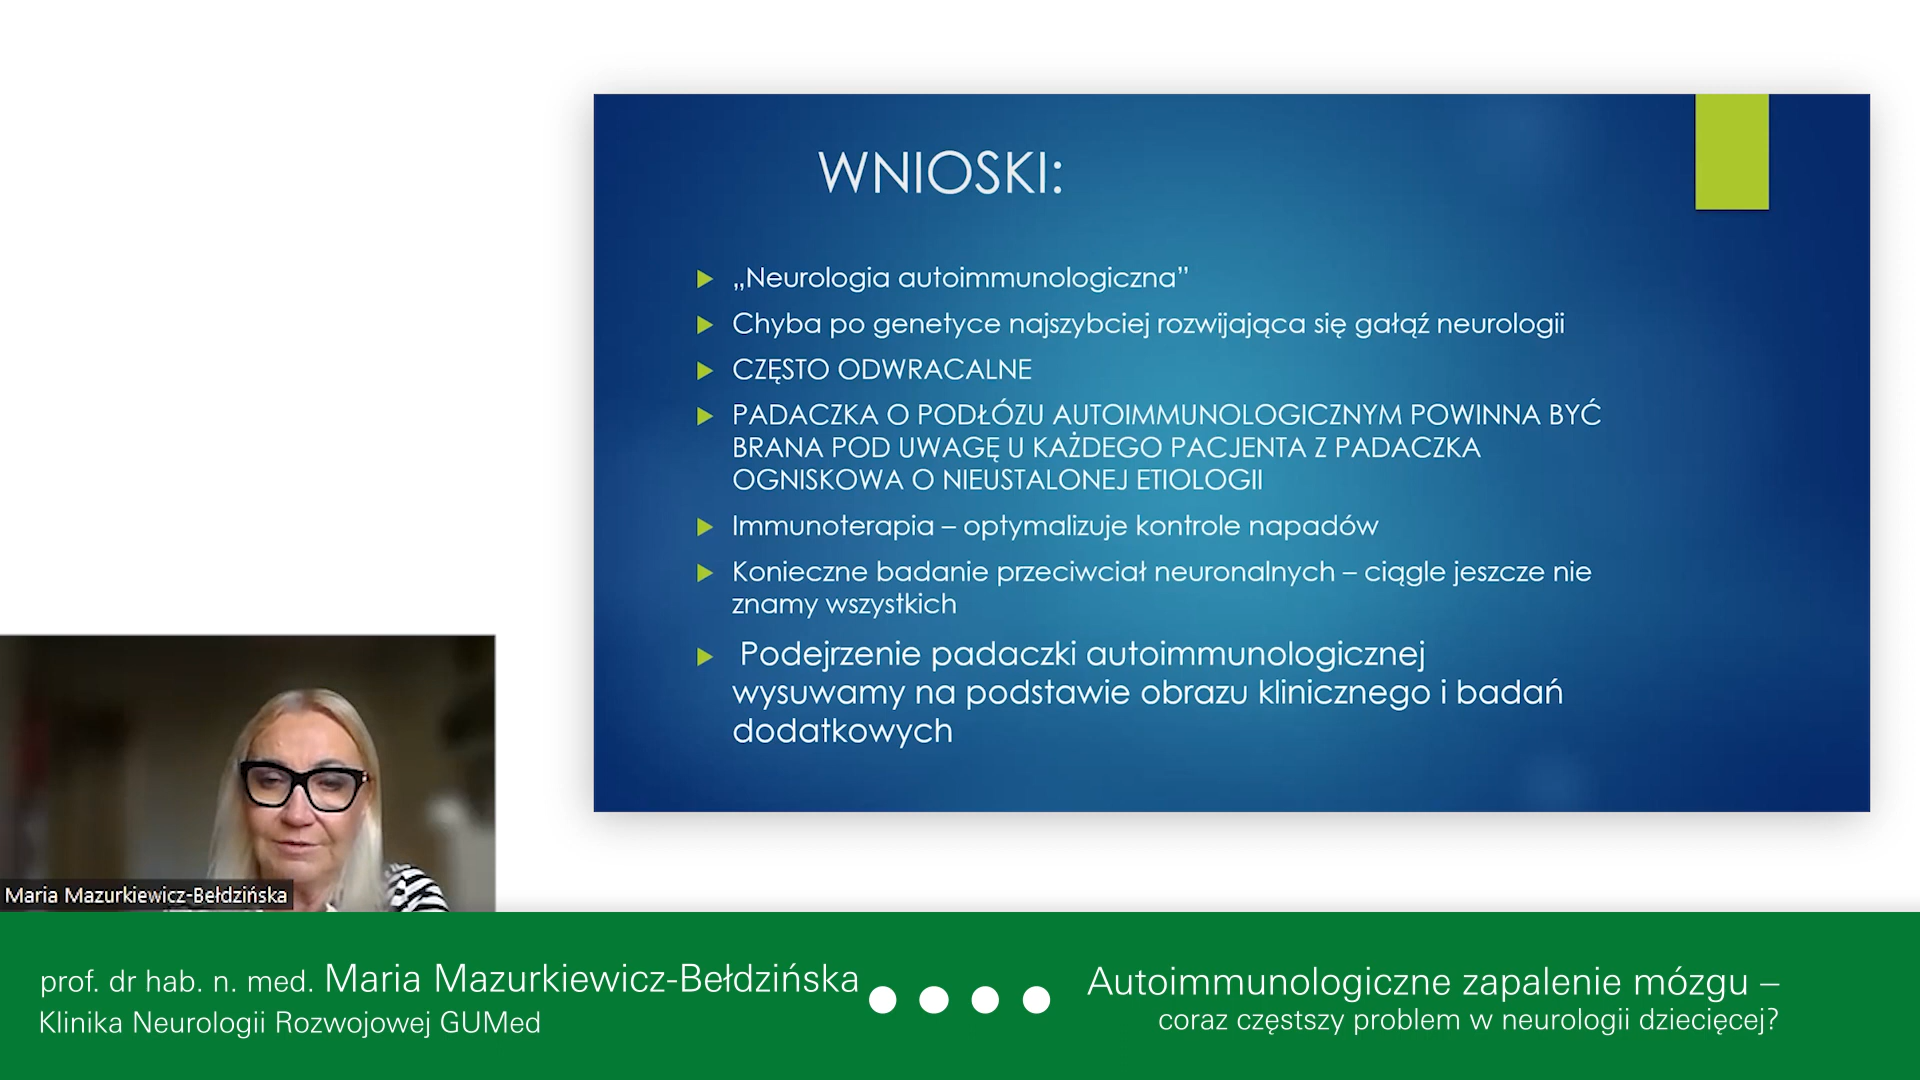 WNIOSKI:
„Neurologia autoimmunologiczna”
Chyba po genetyce najszybciej rozwijająca się gałąź neurologii
CZĘSTO ODWRACALNE
PADACZKA O PODŁÓZU AUTOIMMUNOLOGICZNYM POWINNA BYĆ
BRANA POD UWAGĘ U KAŻDEGO PACJENTA Z PADACZKA
OGNISKOWA O NIEUSTALONEJ ETIOLOGII
Immunoterapia – optymalizuje kontrole napadów
Konieczne badanie przeciwciał neuronalnych – ciągle jeszcze nie
znamy wszystkich
Podejrzenie padaczki autoimmunologicznej
wysuwamy na podstawie obrazu klinicznego i badań
dodatkowych
Maria Mazurkiewicz-Bełdzińska
prof. dr hab. n. med. Maria Mazurkiewicz-Bełdzińska
Klinika Neurologii Rozwojowej GUMed
Autoimmunologiczne zapalenie mózgu –
coraz częstszy problem w neurologii dziecięcej?